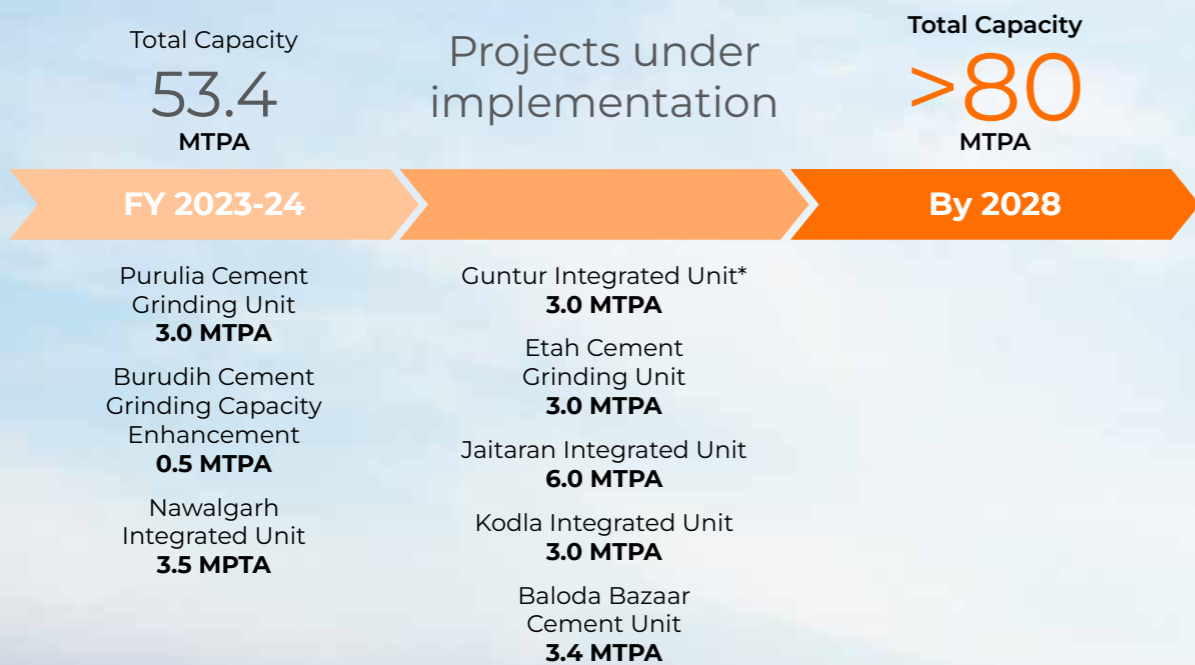 Total Capacity
53.4
MTPA
Projects under
implementation
Total Capacity
>80
MTPA
FY 2023-24
By 2028
Purulia Cement
Grinding Unit
3.0 MTPA
Burudih Cement
Grinding Capacity
Enhancement
0.5 MTPA
Nawalgarh
Integrated Unit
3.5 MPTA
Guntur Integrated Unit*
3.0 MTPA
Etah Cement
Grinding Unit
3.0 MTPA
Jaitaran Integrated Unit
6.0 MTPA
Kodla Integrated Unit
3.0 MTPA
Baloda Bazaar
Cement Unit
3.4 MTPA